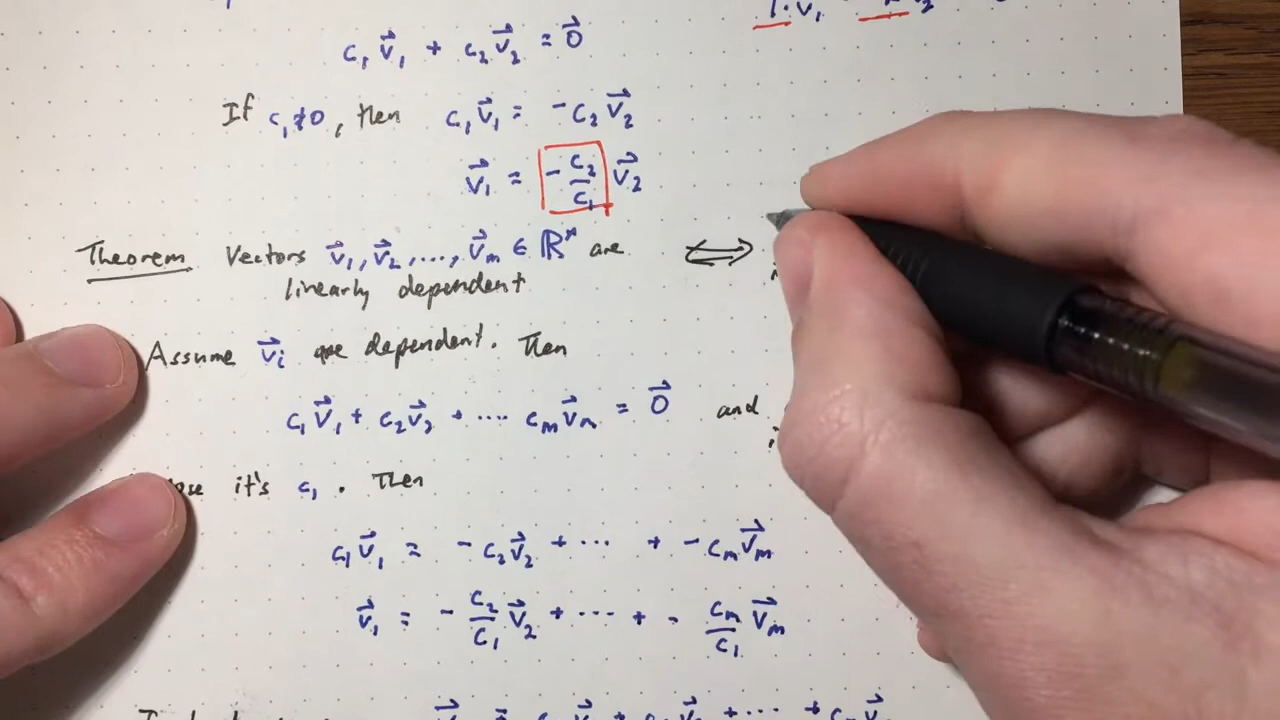 c₁v⃗₁ + c₂v⃗₂ = 0⃗
If c₁≠0, then c₁v⃗₁ = -c₂v⃗₂
v⃗₁ = -c₂/c₁ v⃗₂
Theorem Vectors v⃗₁, v⃗₂, ..., v⃗ₘ ∈ ℝⁿ are ⟺
linearly dependent
Assume v⃗ᵢ are dependent. Then
c₁v⃗₁ + c₂v⃗₂ + .... cₘv⃗ₘ = 0⃗ and
it's c₁. Then
c₁v⃗₁ = -c₂v⃗₂ + ... + -cₘv⃗ₘ
v⃗₁ = -c₂/c₁ v⃗₂ + ... + - cₘ/c₁ v⃗ₘ